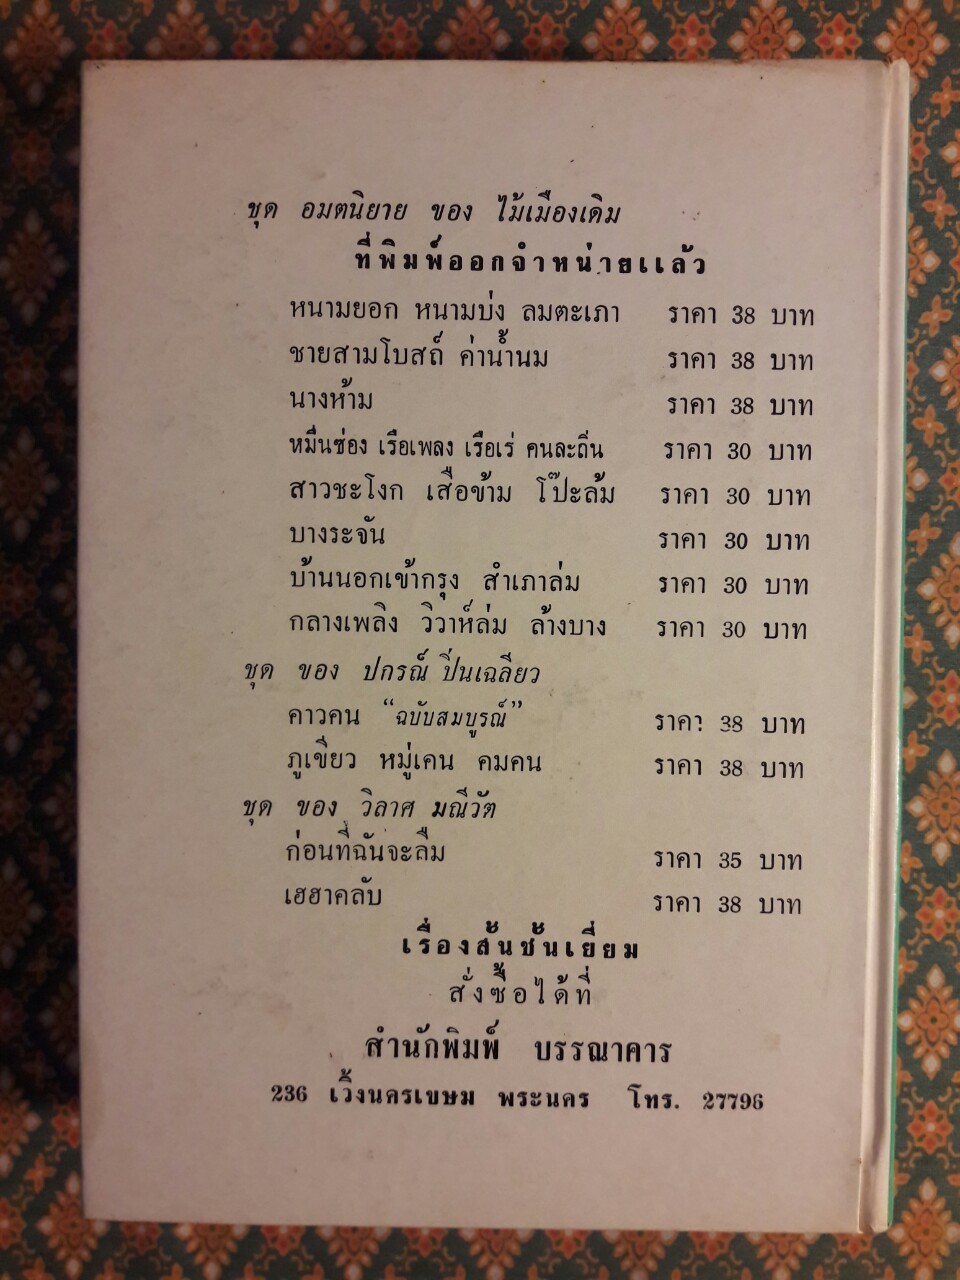 ชุด อมตนิยาย ของ ไม้เมืองเดิม
ที่พิมพ์ออกจำหน่ายแล้ว
หนามยอก หนามบ่ง ลมตะเภา ราคา 38 บาท
ชายสามโบสถ์ ค่าน้ำนม ราคา 38 บาท
นางห้าม ราคา 38 บาท
หมื่นซ่อง เรือเพลง เรือเร่ คนละถิ่น ราคา 30 บาท
สาวชะโงก เสือข้าม โป๊ะล้ม ราคา 30 บาท
บางระจัน ราคา 30 บาท
บ้านนอกเข้ากรุง สำเภาล่ม ราคา 30 บาท
กลางเพลิง วิวาห์ล่ม ล้างบาง ราคา 30 บาท
ชุด ของ ปกรณ์ ปิ่นเฉลียว
คาวคน “ฉบับสมบูรณ์” ราคา 38 บาท
ภูเขียว หมู่เคน คมคน ราคา 38 บาท
ชุด ของ วิลาศ มณีวัต
ก่อนที่ฉันจะลืม ราคา 35 บาท
เฮฮาคลับ ราคา 38 บาท
เรื่องสั้นชั้นเยี่ยม
สั่งซื้อได้ที่
สำนักพิมพ์ บรรณาคาร
236 เวิ้งนครเขษม พระนคร โทร. 27796